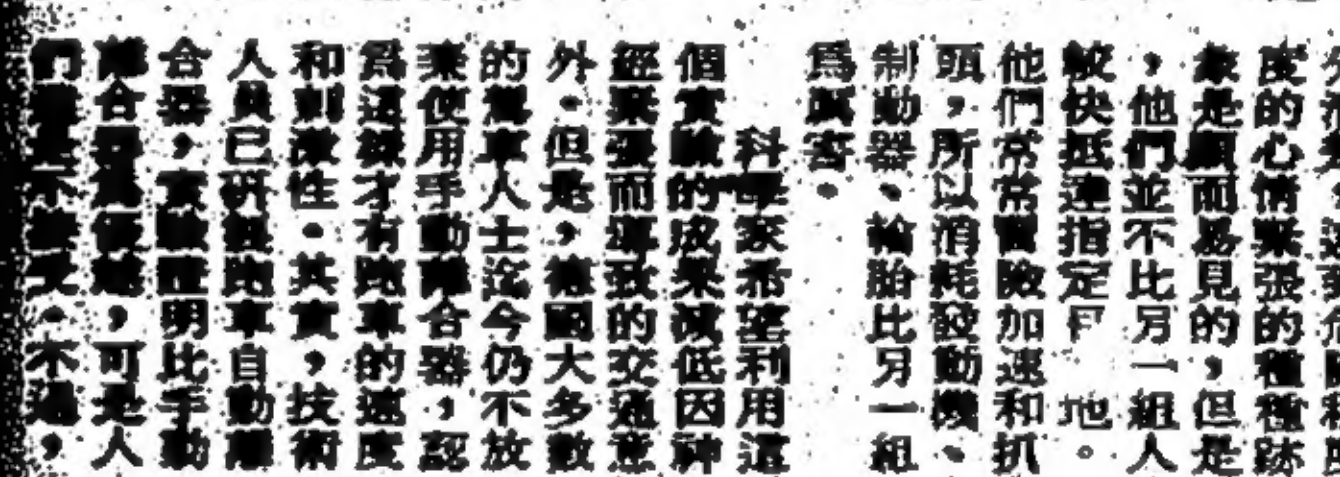 度的心情緊張的種種跡
象是顯而易見的,但是
,他們並不比另一組人
較快抵達指定目 地。
他們常常冒險加速和抓
頭,所以消耗發動機、
制動器、輪胎比另一組
爲厲害。
科學家希望利用這
個實驗的成果減低因神
經緊張而導致的交通意
外。但是,德國大多數
的駕車人士迄今仍不放
棄使用手動離合器,認
爲這樣才有跑車的速度
和刺激性。其實,技術
人員已研製跑車自動離
合器,實驗證明比手動
離合器爲優越,可是人
們還是不接受。不過,